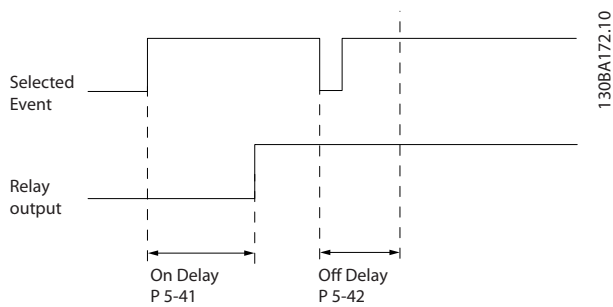 130BA172.10
Selected
Event
Relay
output
On Delay
P 5-41
Off Delay
P 5-42